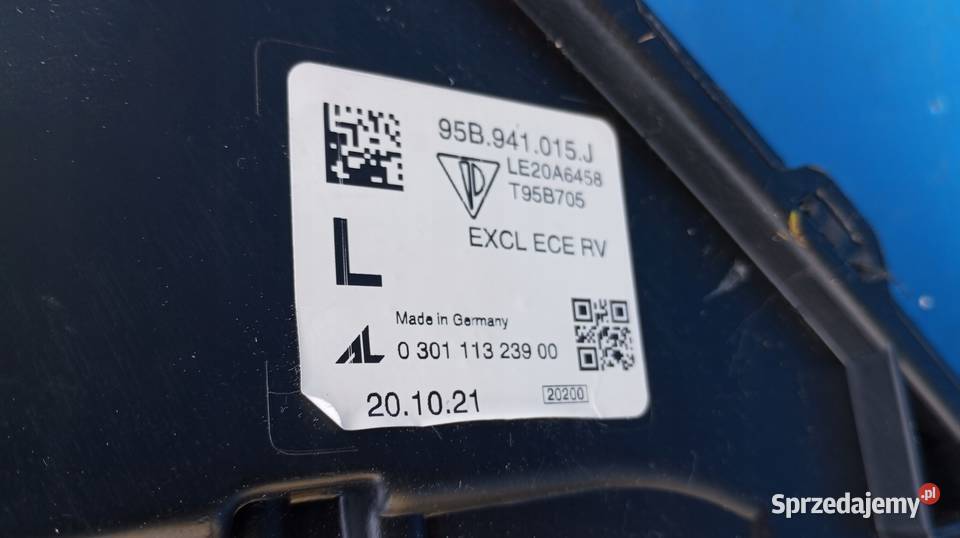 95B.941.015.J
LE20A6458
T95B705
EXCL ECE RV
L
Made in Germany
AL 0 301 113 239 00
20.10.21
20200
Sprzedajemy.pl